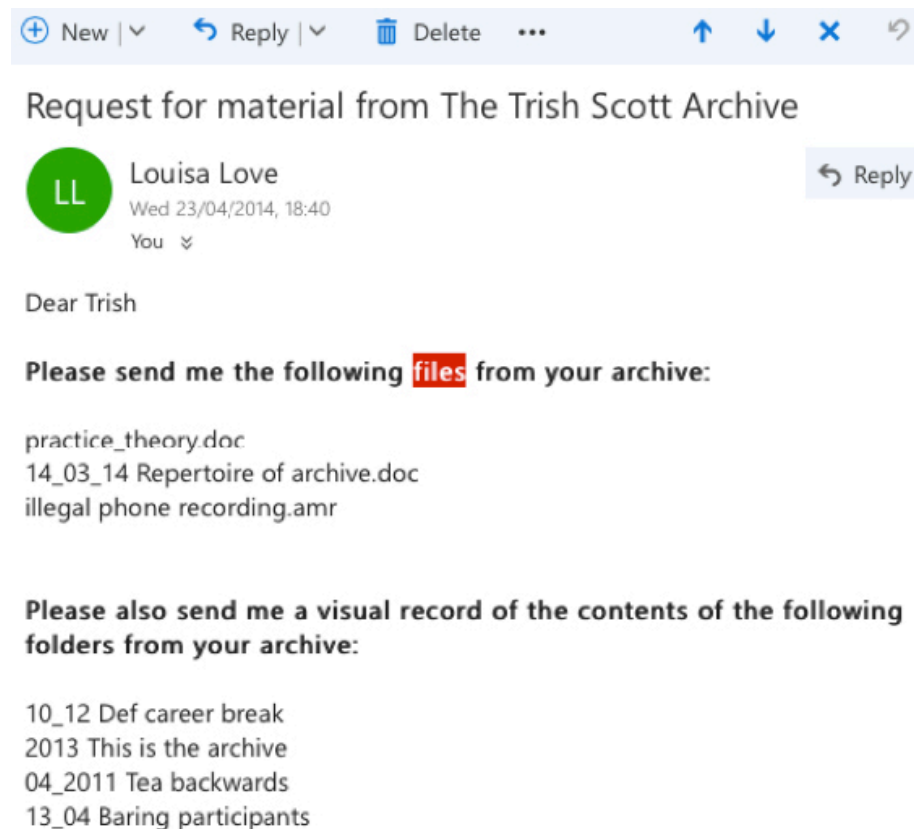 New | Reply | Delete ...
Request for material from The Trish Scott Archive
LL
Louisa Love
Reply
Wed 23/04/2014, 18:40
You
Dear Trish
Please send me the following files from your archive:
practice_theory.doc
14_03_14 Repertoire of archive.doc
illegal phone recording.amr
Please also send me a visual record of the contents of the following
folders from your archive:
10_12 Def career break
2013 This is the archive
04_2011 Tea backwards
13_04 Baring participants